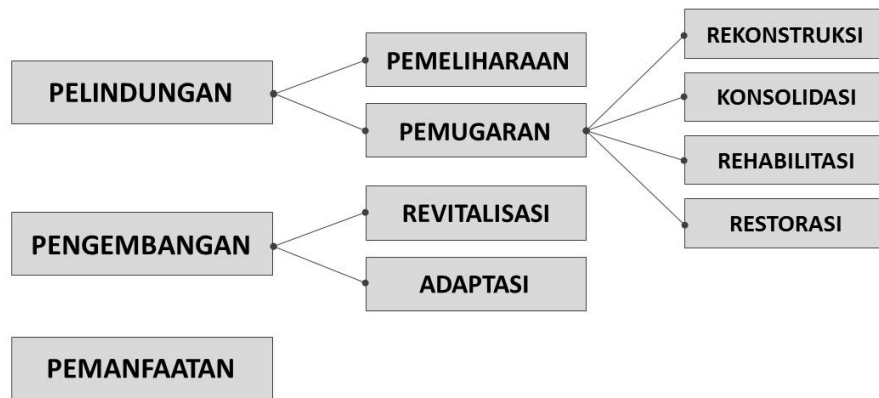 PELINDUNGAN
PEMELIHARAAN
PEMUGARAN
REKONSTRUKSI
KONSOLIDASI
REHABILITASI
RESTORASI
PENGEMBANGAN
REVITALISASI
ADAPTASI
PEMANFAATAN